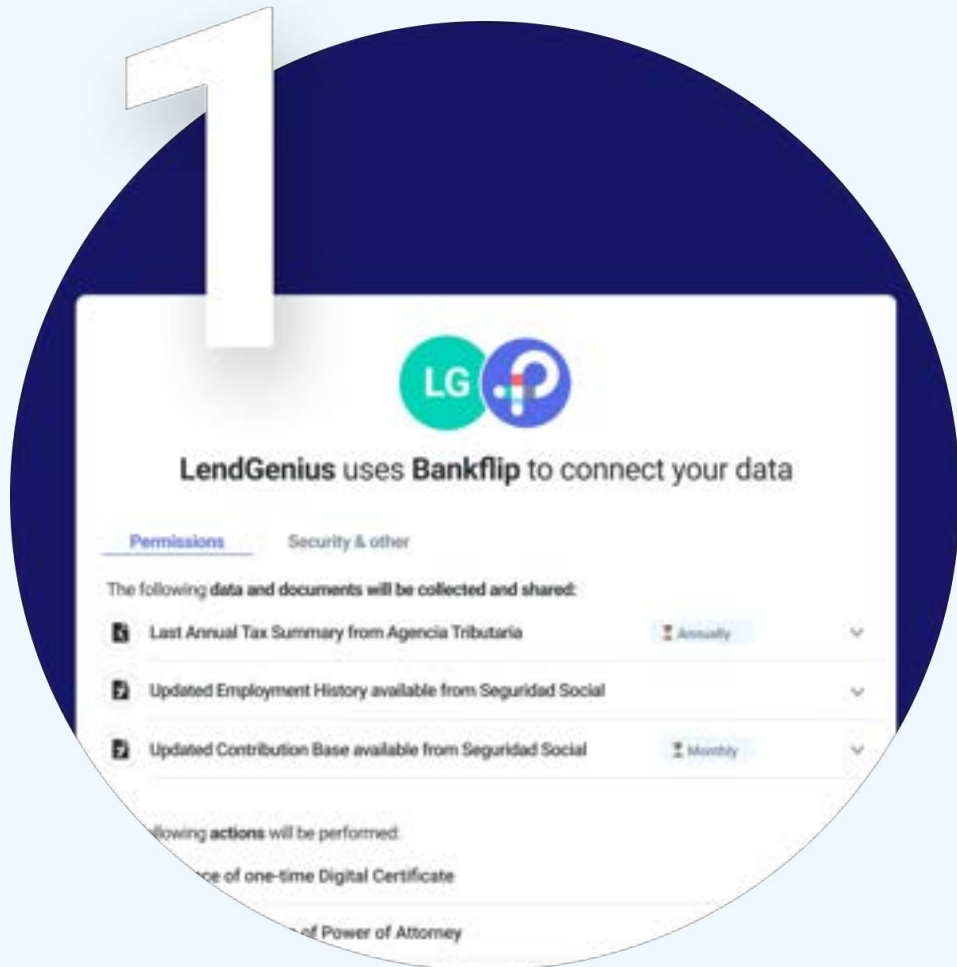 1
LG
LendGenius uses Bankflip to connect your data
Permissions Security & other
The following data and documents will be collected and shared:
Last Annual Tax Summary from Agencia Tributaria Annually
Updated Employment History available from Seguridad Social
Updated Contribution Base available from Seguridad Social Monthly
actions will be performed:
of one-time Digital Certificate
of Power of Attorney